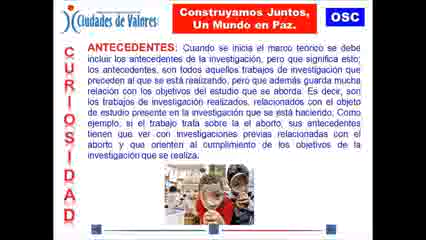 Ciudades de Valores
Construyamos Juntos,
Un Mundo en Paz.
OSC
CURIOSIDAD
ANTECEDENTES: Cuando se inicia el marco teórico se debe
incluir los antecedentes de la investigación, pero que significa esto;
los antecedentes, son todos aquellos trabajos de investigación que
preceden al que se está realizando, pero que además guarda mucha
relación con los objetivos del estudio que se aborda. Es decir, son
los trabajos de investigación realizados, relacionados con el objeto
de estudio presente en la investigación que se está haciendo. Como
ejemplo, si el trabajo trata sobre la el aborto, sus antecedentes
tienen que ver con investigaciones previas relacionadas con el
aborto y que orienten al cumplimiento de los objetivos de la
investigación que se realiza.